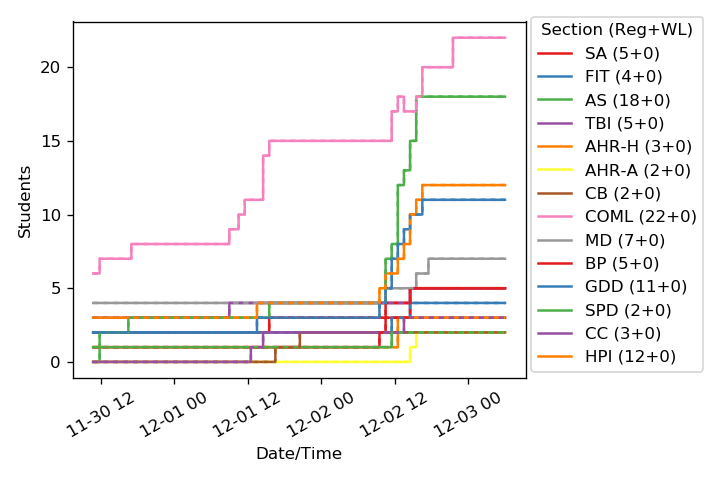 Section (Reg+WL)
SA (5+0)
FIT (4+0)
AS (18+0)
TBI (5+0)
AHR-H (3+0)
AHR-A (2+0)
CB (2+0)
COML (22+0)
MD (7+0)
BP (5+0)
GDD (11+0)
SPD (2+0)
CC (3+0)
HPI (12+0)
Students
20
15
10
5
0
11-30 12
12-01 00
12-01 12
12-02 00
12-02 12
12-03 00
Date/Time